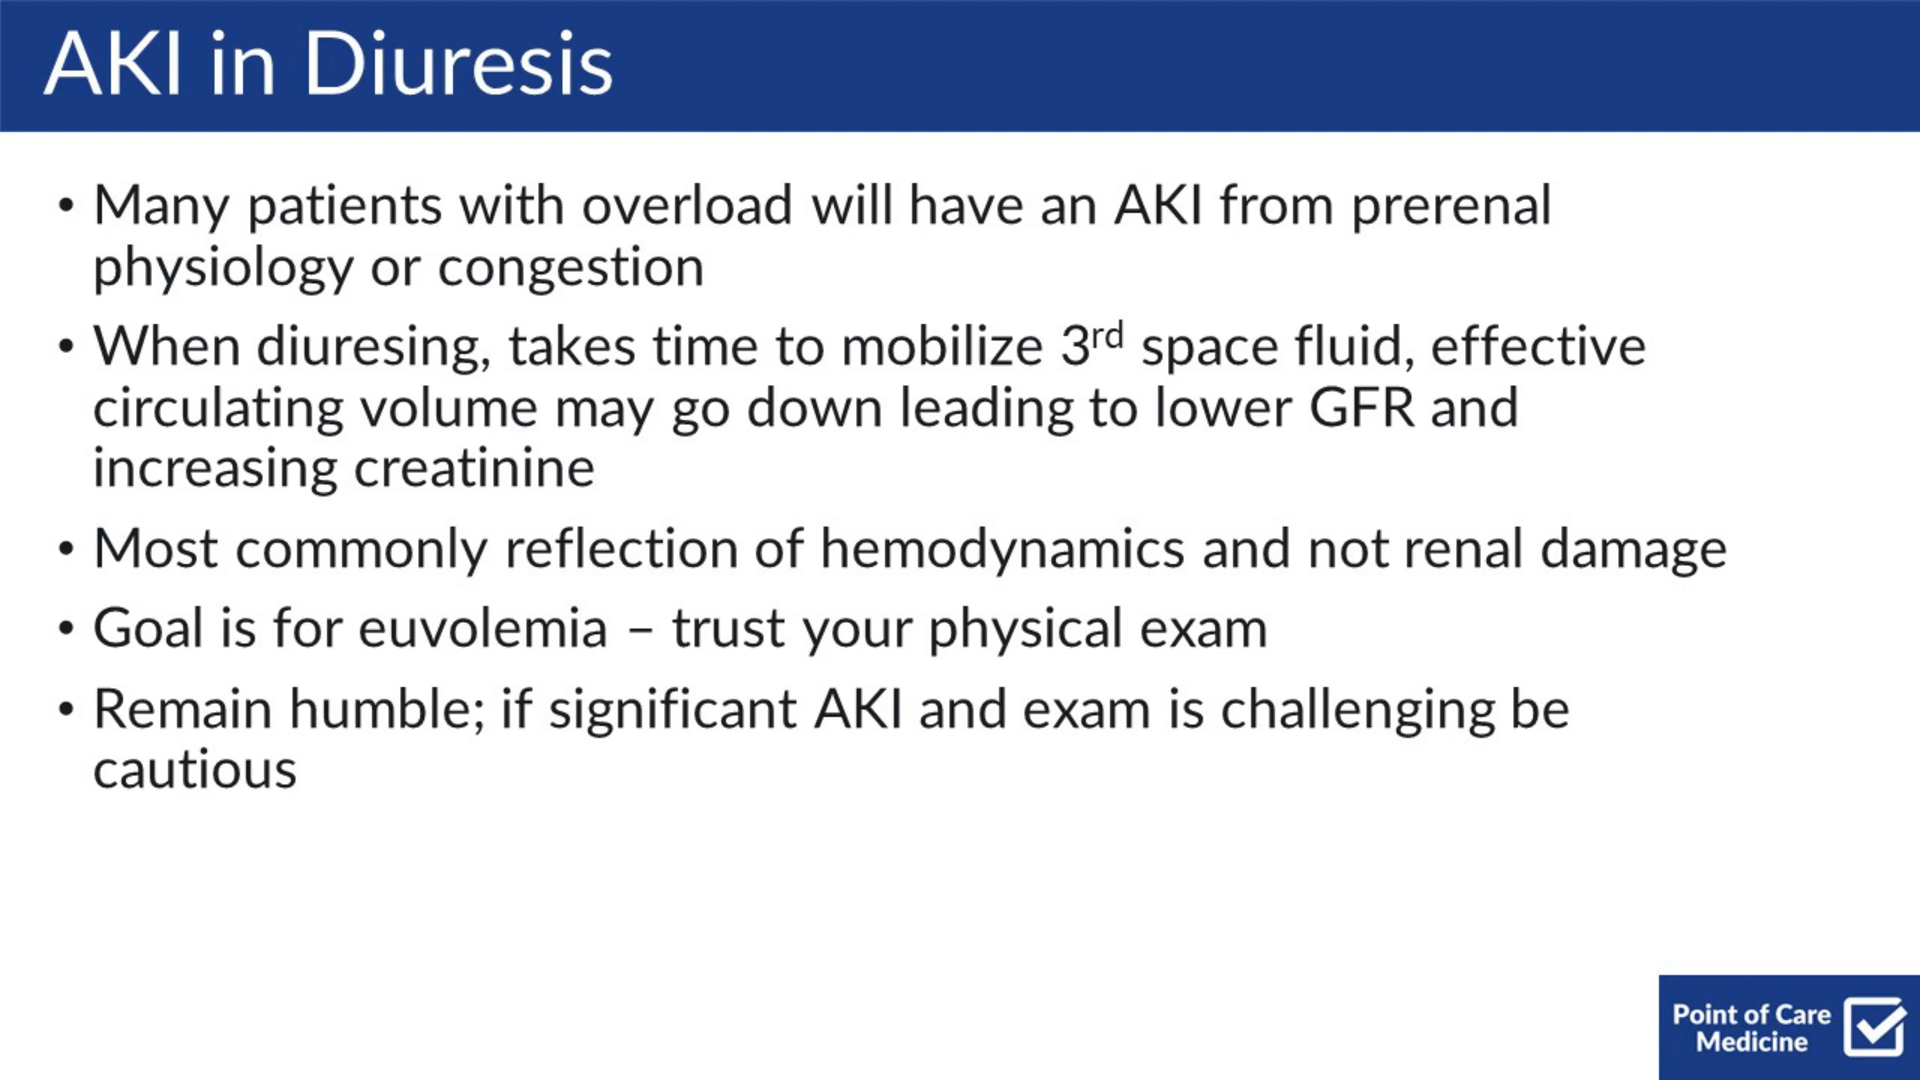 AKI in Diuresis
• Many patients with overload will have an AKI from prerenal
physiology or congestion
• When diuresing, takes time to mobilize 3rd space fluid, effective
circulating volume may go down leading to lower GFR and
increasing creatinine
• Most commonly reflection of hemodynamics and not renal damage
• Goal is for euvolemia – trust your physical exam
• Remain humble; if significant AKI and exam is challenging be
cautious
Point of Care
Medicine